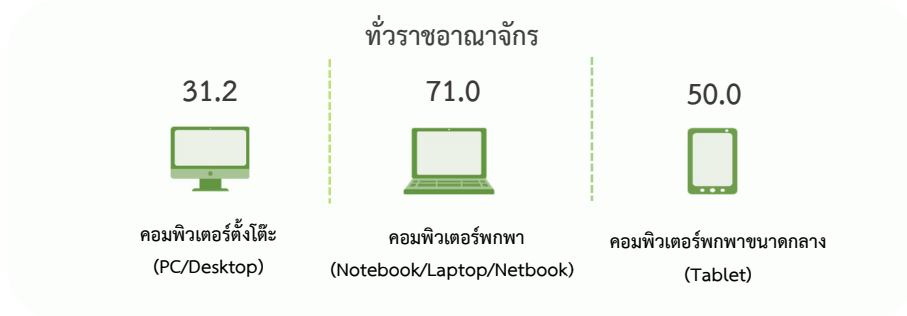 ทั่วราชอาณาจักร
31.2
71.0
50.0
คอมพิวเตอร์ตั้งโต๊ะ
(PC/Desktop)
คอมพิวเตอร์พกพา
(Notebook/Laptop/Netbook)
คอมพิวเตอร์พกพาขนาดกลาง
(Tablet)